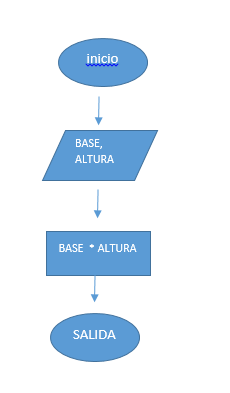 inicio
BASE,
ALTURA
BASE * ALTURA
SALIDA